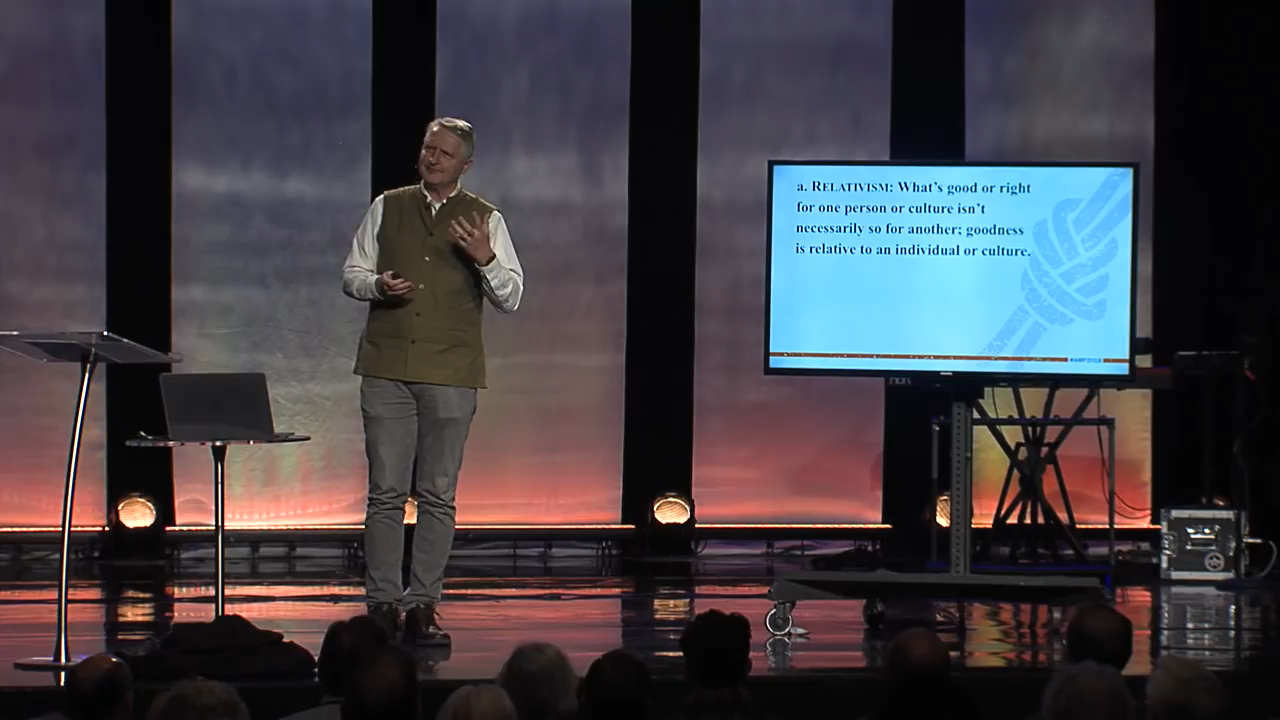 a. RELATIVISM: What's good or right
for one person or culture isn't
necessarily so for another; goodness
is relative to an individual or culture.